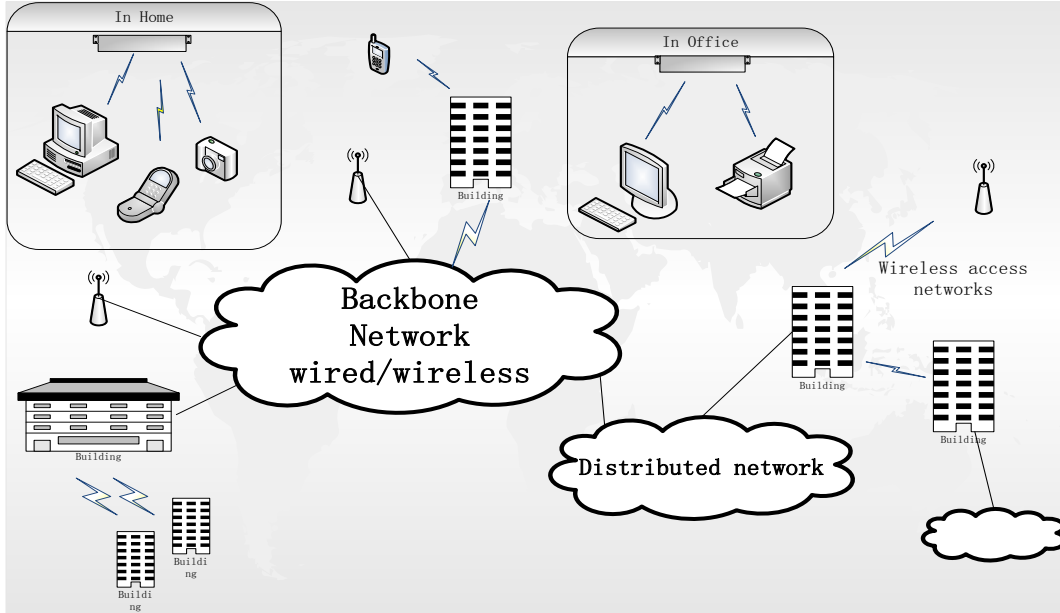 In Home
In Office
Building
Wireless access
networks
Backbone
Network
wired/wireless
Building
Building
Building
Distributed network
Buildi
ng
Buildi
ng